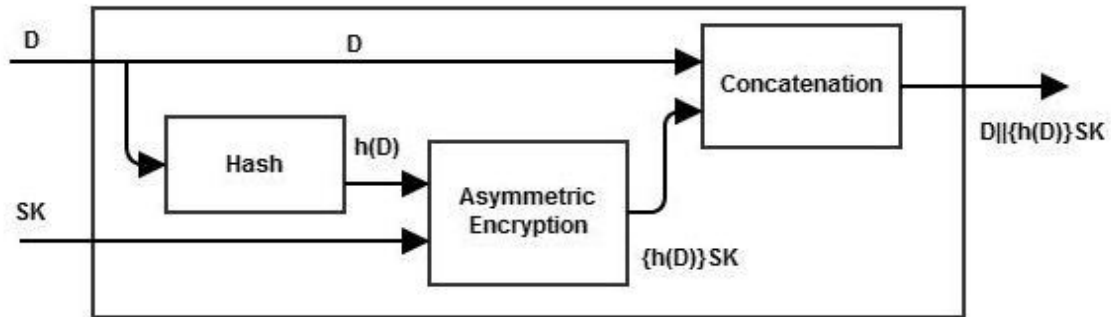 D
D
Concatenation
D||{h(D)}SK
Hash
h(D)
Asymmetric
Encryption
SK
{h(D)}SK